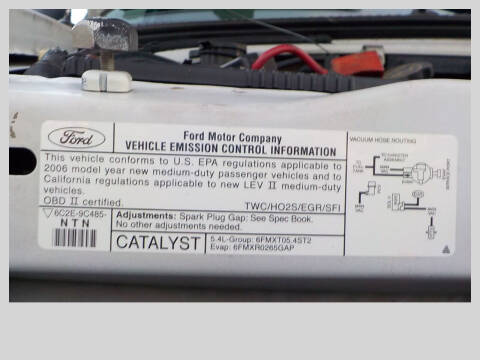 Ford
Ford Motor Company
VEHICLE EMISSION CONTROL INFORMATION
This vehicle conforms to U.S. EPA regulations applicable to
2006 model year new medium-duty passenger vehicles and to
California regulations applicable to new LEV II medium-duty
vehicles.
OBD II certified.
TWC/HO2S/EGR/SFI
6C2E-9C485-
NTN
Adjustments: Spark Plug Gap: See Spec Book.
No other adjustments needed.
CATALYST
5.4L-Group: 6FMXT05.4ST2
Evap: 6FMXR0265GAP
VACUUM HOSE ROUTING
TO FUEL TANK